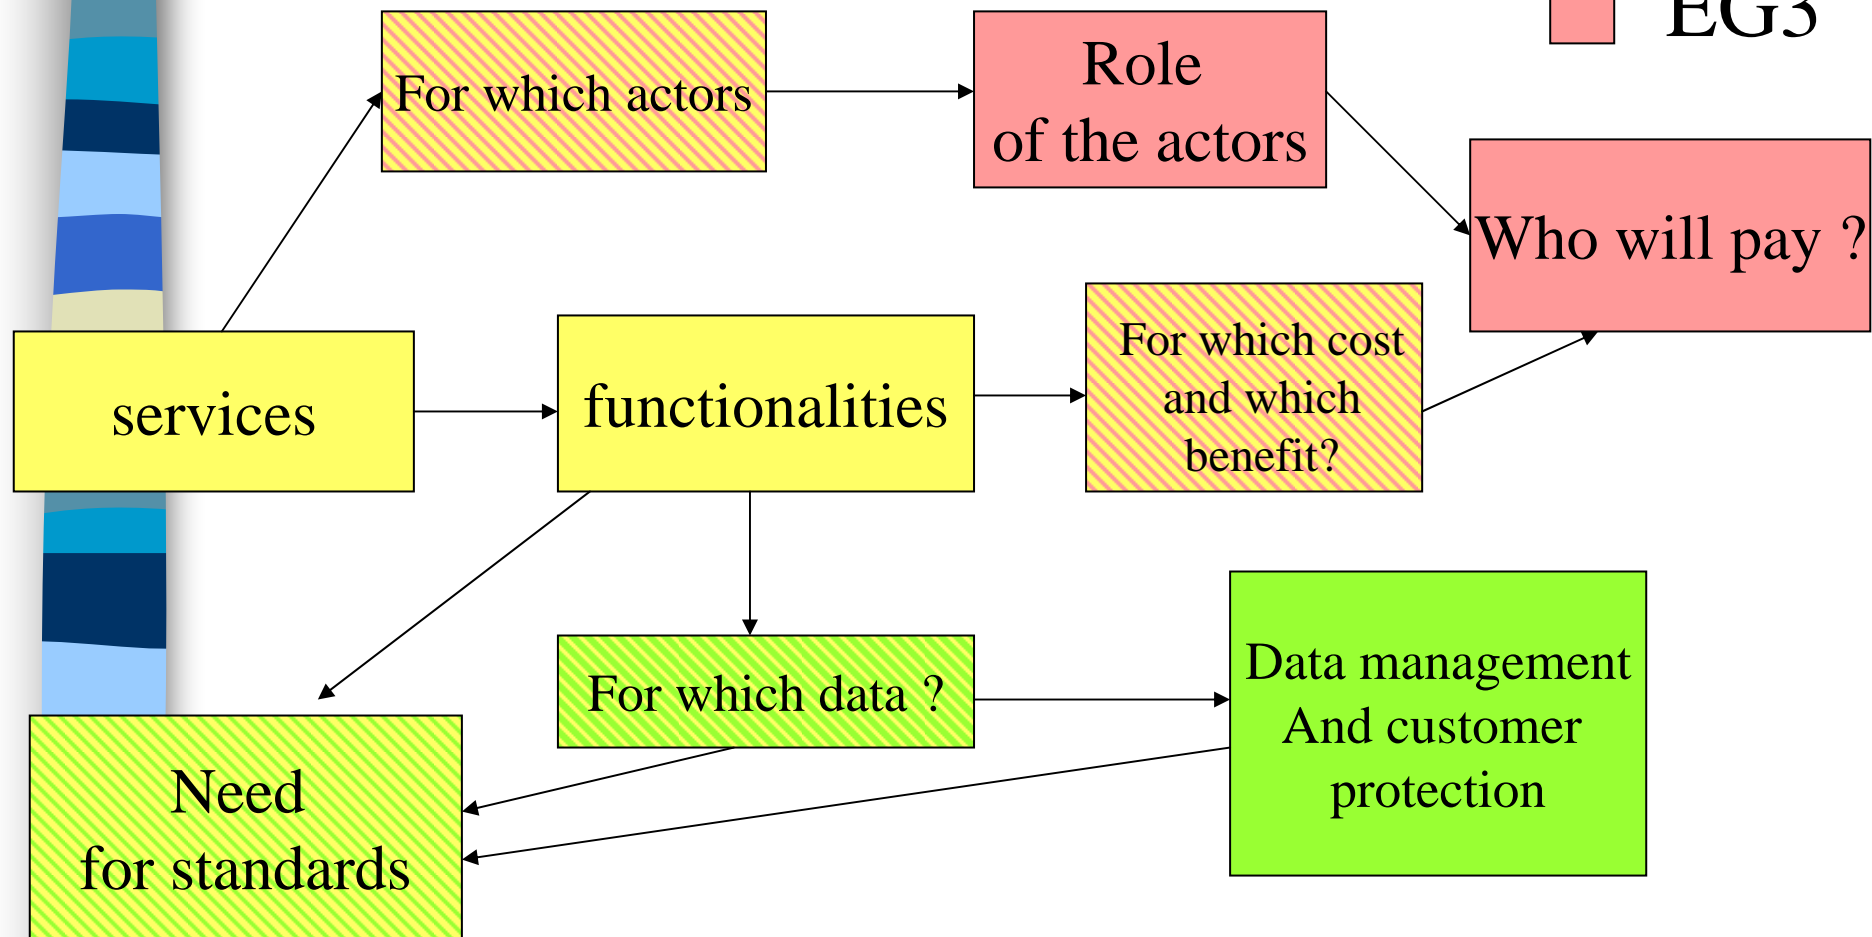 EG3
For which actors
Role
of the actors
Who will pay ?
services
functionalities
For which cost
and which
benefit?
For which data ?
Data management
And customer
protection
Need
for standards